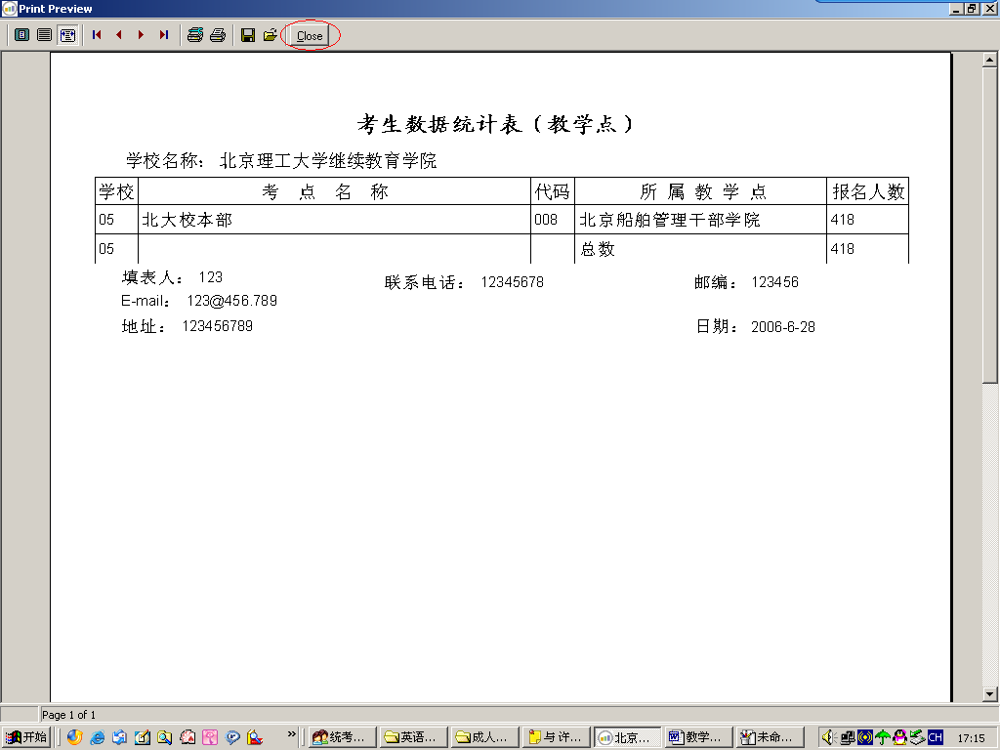 Print Preview
Close
考生数据统计表（教学点）
学校名称： 北京理工大学继续教育学院
学校 考 点 名 称 代码 所 属 教 学 点 报名人数
05 北大校本部 008 北京船舶管理干部学院 418
05 总数 418
填表人： 123 联系电话： 12345678 邮编： 123456
E-mail： 123@456.789
地址： 123456789 日期： 2006-6-28
Page 1 of 1
开始 » 统考... 英语... 成人... 与 许... 北京... 教学... 未命... CH 17:15